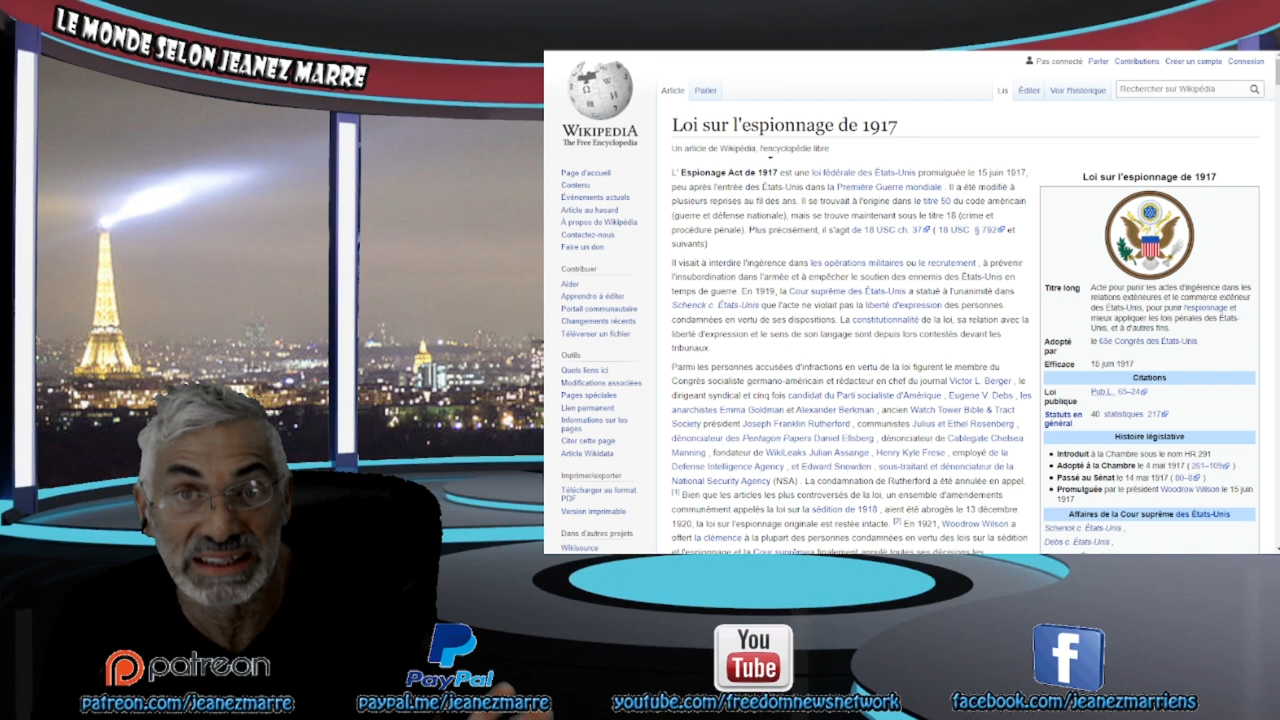 LE MONDE SELON JEANEZ MARRE
WIKIPEDIA
The Free Encyclopedia
Page d'accueil
Contenu
Événements actuels
Article au hasard
À propos de Wikipédia
Contactez-nous
Faire un don
Contribuer
Aider
Apprendre à éditer
Portail communautaire
Changements récents
Téléverser un fichier
Outils
Quels liens ici
Modifications associées
Pages spéciales
Lien permanent
Informations sur les
pages
Citer cette page
Article Wikidata
Imprimer/exporter
Télécharger au format
PDF
Version imprimable
Dans d'autres projets
Wikisource
Pas connecté Parler Contributions Créer un compte Connexion
Article Parler Lis Éditer Voir l'historique Rechercher sur Wikipédia
Loi sur l'espionnage de 1917
Un article de Wikipédia, l'encyclopédie libre
L' Espionage Act de 1917 est une loi fédérale des États-Unis promulguée le 15 juin 1917,
peu après l'entrée des États-Unis dans la Première Guerre mondiale . Il a été modifié à
plusieurs reprises au fil des ans. Il se trouvait à l'origine dans le titre 50 du code américain
(guerre et défense nationale), mais se trouve maintenant sous le titre 18 (crime et
procédure pénale). Plus précisément, il s'agit de 18 USC ch. 37 ( 18 USC § 792 et
suivants)
Il visait à interdire l'ingérence dans les opérations militaires ou le recrutement , à prévenir
l'insubordination dans l'armée et à empêcher le soutien des ennemis des États-Unis en
temps de guerre. En 1919, la Cour suprême des États-Unis a statué à l'unanimité dans
Schenck c. États-Unis que l'acte ne violait pas la liberté d'expression des personnes
condamnées en vertu de ses dispositions. La constitutionnalité de la loi, sa relation avec la
liberté d'expression et le sens de son langage sont depuis lors contestés devant les
tribunaux.
Parmi les personnes accusées d'infractions en vertu de la loi figurent le membre du
Congrès socialiste germano-américain et rédacteur en chef du journal Victor L. Berger , le
dirigeant syndical et cinq fois candidat du Parti socialiste d'Amérique , Eugene V. Debs , les
anarchistes Emma Goldman et Alexander Berkman , ancien Watch Tower Bible & Tract
Society président Joseph Franklin Rutherford , communistes Julius et Ethel Rosenberg ,
dénonciateur des Pentagon Papers Daniel Ellsberg , dénonciateur de Cablegate Chelsea
Manning , fondateur de WikiLeaks Julian Assange , Henry Kyle Frese , employé de la
Defense Intelligence Agency , et Edward Snowden , sous-traitant et dénonciateur de la
National Security Agency (NSA) . La condamnation de Rutherford a été annulée en appel.
[1] Bien que les articles les plus controversés de la loi, un ensemble d'amendements
communément appelés la loi sur la sédition de 1918 , aient été abrogés le 13 décembre
1920, la loi sur l'espionnage originale est restée intacte. [2] En 1921, Woodrow Wilson a
offert la clémence à la plupart des personnes condamnées en vertu des lois sur la sédition
et l'espionnage et la Cour suprêmea finalement annulé toutes ses décisions les
Loi sur l'espionnage de 1917
Titre long Acte pour punir les actes d'ingérence dans les
relations extérieures et le commerce extérieur
des États-Unis, pour punir l'espionnage et
mieux appliquer les lois pénales des États-
Unis, et à d'autres fins.
Adopté par le 65e Congrès des États-Unis
Efficace 15 juin 1917
Citations
Loi publique Pub.L. 65–24
Statuts en général 40 statistiques 217
Histoire législative
Introduit à la Chambre sous le nom HR 291
Adopté à la Chambre le 4 mai 1917 ( 261–109 )
Passé au Sénat le 14 mai 1917 ( 80–8 )
Promulguée par le président Woodrow Wilson le 15 juin
1917
Affaires de la Cour suprême des États-Unis
Schenck c. États-Unis ,
Debs c. États-Unis ,
patreon
patreon.com/jeanezmarre
PayPal
paypal.me/jeanezmarre
You
Tube
youtube.com/freedomnewsnetwork
facebook.com/jeanezmarriens